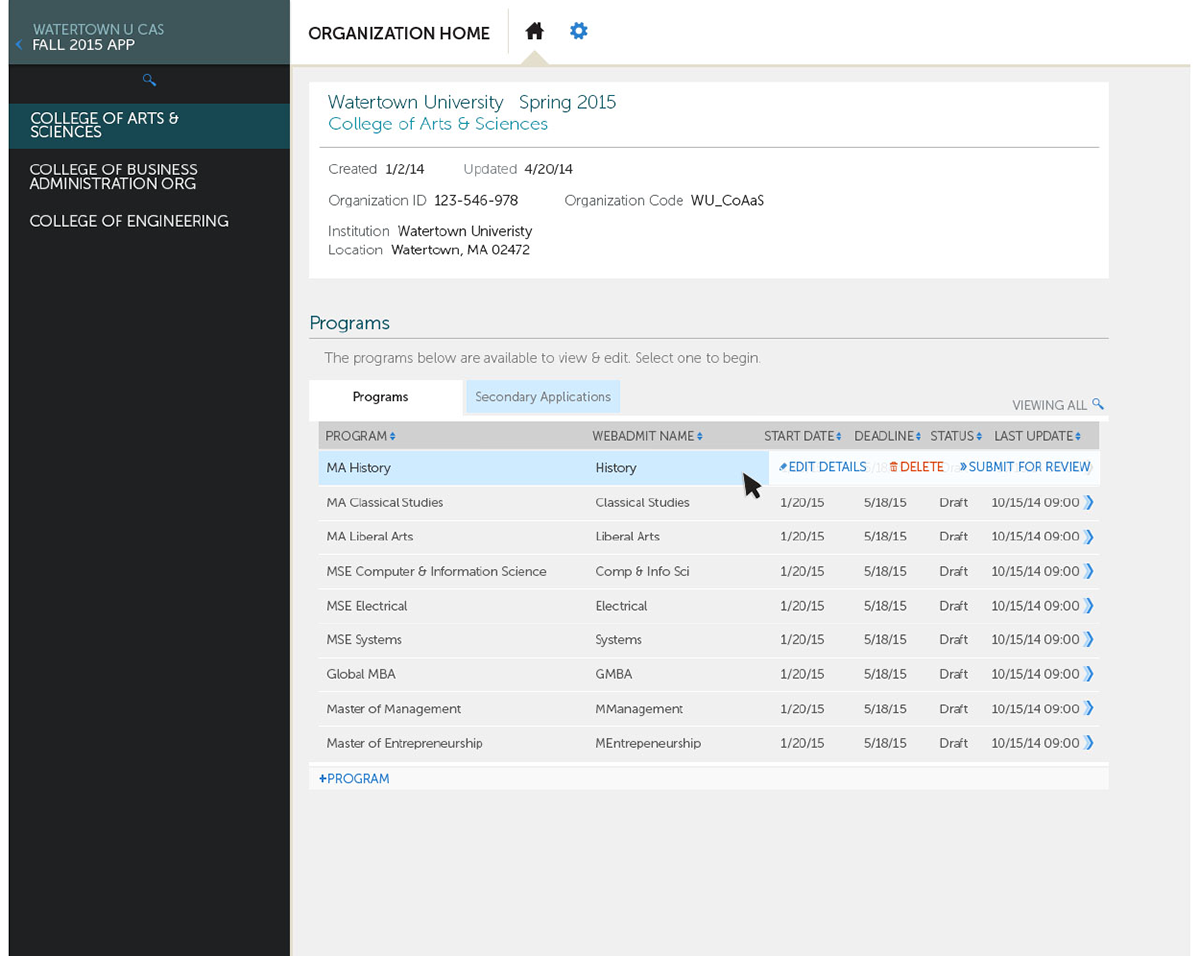 WATERTOWN U CAS
FALL 2015 APP
ORGANIZATION HOME
COLLEGE OF ARTS &
SCIENCES
COLLEGE OF BUSINESS
ADMINISTRATION ORG
COLLEGE OF ENGINEERING
Watertown University Spring 2015
College of Arts & Sciences
Created 1/2/14 Updated 4/20/14
Organization ID 123-546-978 Organization Code WU_CoAaS
Institution Watertown Univeristy
Location Watertown, MA 02472
Programs
The programs below are available to view & edit. Select one to begin.
Programs Secondary Applications
VIEWING ALL
PROGRAM WEBADMIT NAME START DATE DEADLINE STATUS LAST UPDATE
MA History History EDIT DETAILS DELETE SUBMIT FOR REVIEW
MA Classical Studies Classical Studies 1/20/15 5/18/15 Draft 10/15/14 09:00
MA Liberal Arts Liberal Arts 1/20/15 5/18/15 Draft 10/15/14 09:00
MSE Computer & Information Science Comp & Info Sci 1/20/15 5/18/15 Draft 10/15/14 09:00
MSE Electrical Electrical 1/20/15 5/18/15 Draft 10/15/14 09:00
MSE Systems Systems 1/20/15 5/18/15 Draft 10/15/14 09:00
Global MBA GMBA 1/20/15 5/18/15 Draft 10/15/14 09:00
Master of Management MManagement 1/20/15 5/18/15 Draft 10/15/14 09:00
Master of Entrepreneurship MEntrepeneurship 1/20/15 5/18/15 Draft 10/15/14 09:00
+PROGRAM